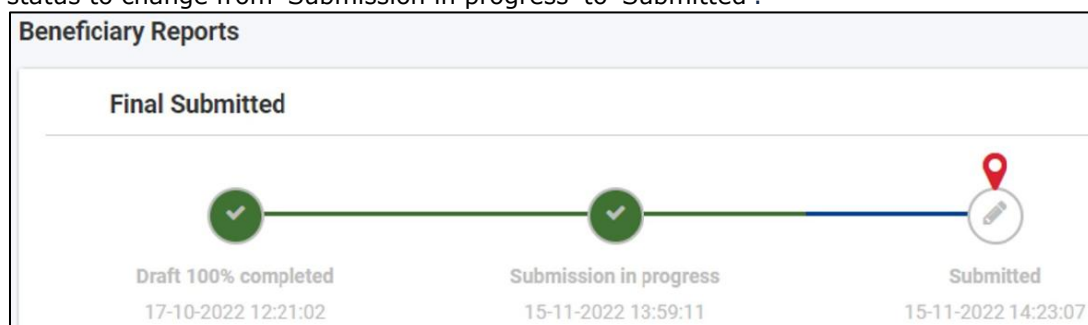 status to change from 'Submission in progress' to 'Submitted'.
Beneficiary Reports
Final Submitted
Draft 100% completed
Submission in progress
Submitted
17-10-2022 12:21:02
15-11-2022 13:59:11
15-11-2022 14:23:07